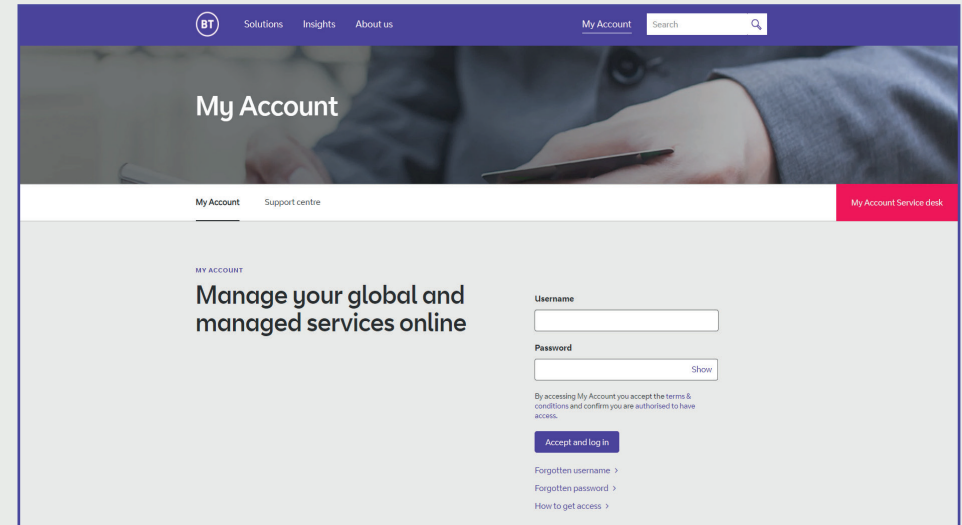 BT Solutions Insights About us My Account Search
My Account
My Account Support centre My Account Service desk
MY ACCOUNT
Manage your global and
managed services online
Username
Password
Show
By accessing My Account you accept the terms &
conditions and confirm you are authorised to have
access.
Accept and log in
Forgotten username >
Forgotten password >
How to get access >